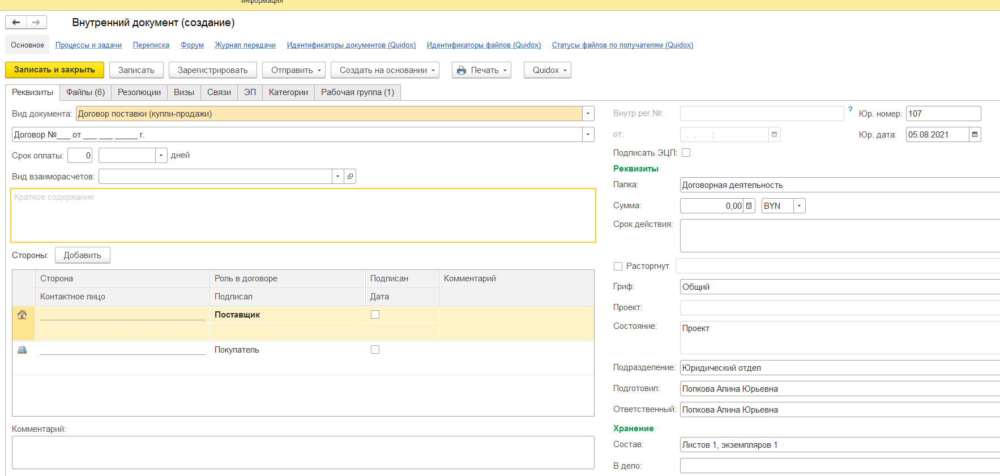 информация
Внутренний документ (создание)
Основное Процессы и задачи Переписка Форум Журнал передачи Идентификаторы документов (Quidox) Идентификаторы файлов (Quidox) Статусы файлов по получателям (Quidox)
Записать и закрыть Записать Зарегистрировать Отправить Создать на основании Печать Quidox
Реквизиты Файлы (6) Резолюции Визы Связи ЭП Категории Рабочая группа (1)
Вид документа: Договор поставки (купли-продажи)
Договор №___ от ___ ___ _____ г.
Срок оплаты: 0 дней
Вид взаиморасчетов:
Краткое содержание
Стороны: Добавить
Сторона Роль в договоре Подписан Комментарий
Контактное лицо Подписал Дата
Поставщик
Покупатель
Комментарий:
Внутр.рег.№: ? Юр. номер: 107
от: . . : Юр. дата: 05.08.2021
Подписать ЭЦП:
Реквизиты
Папка: Договорная деятельность
Сумма: 0,00 BYN
Срок действия:
Расторгнут
Гриф: Общий
Проект:
Состояние: Проект
Подразделение: Юридический отдел
Подготовил: Попкова Алина Юрьевна
Ответственный: Попкова Алина Юрьевна
Хранение
Состав: Листов 1, экземпляров 1
В дело: